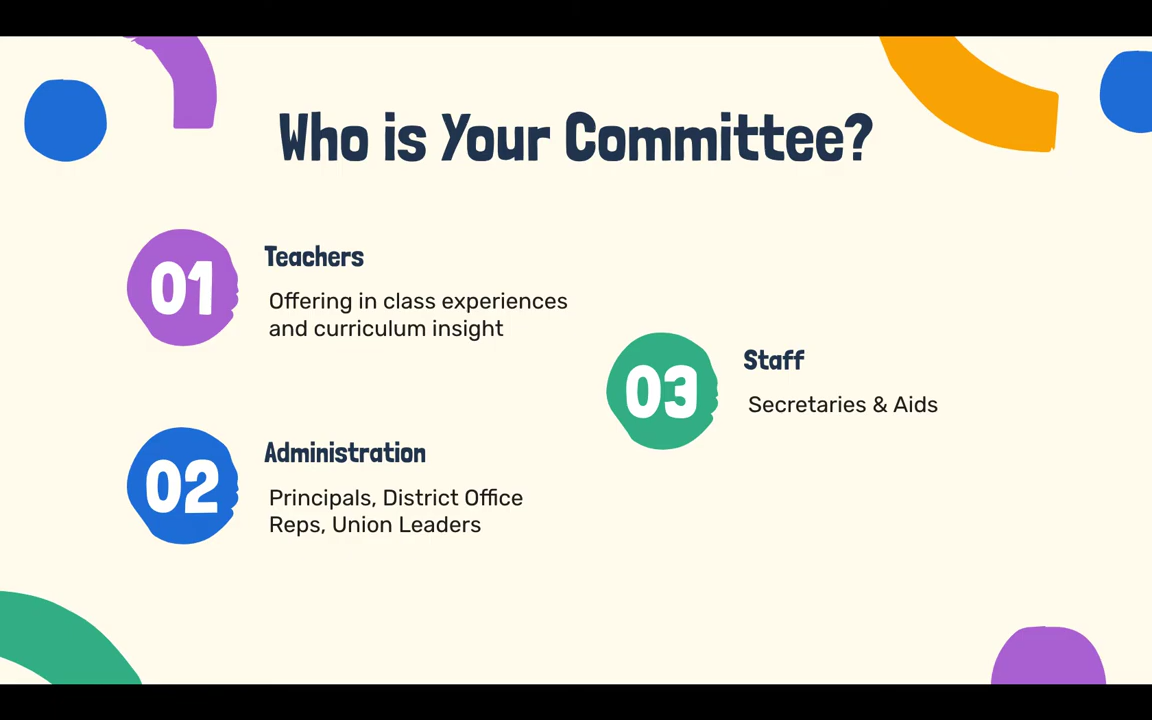 Who is Your Committee?
01
Teachers
Offering in class experiences
and curriculum insight
02
Administration
Principals, District Office
Reps, Union Leaders
03
Staff
Secretaries & Aids